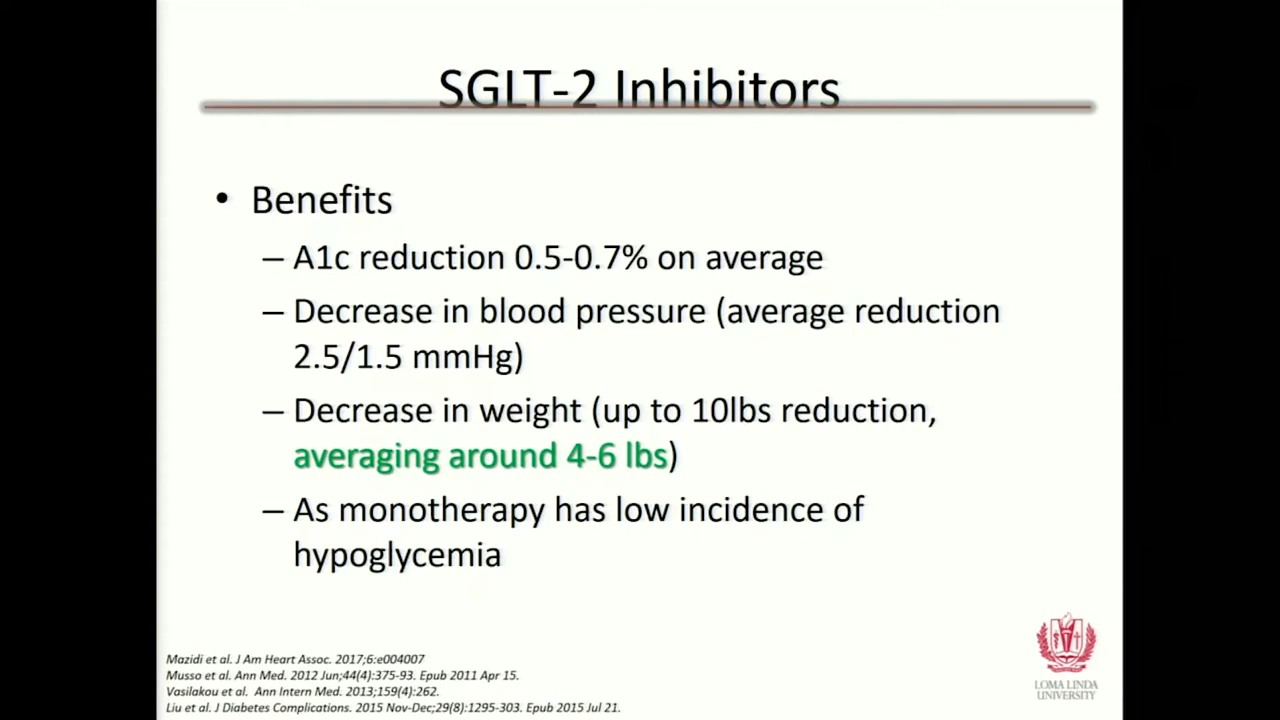 SGLT-2 Inhibitors
• Benefits
– A1c reduction 0.5-0.7% on average
– Decrease in blood pressure (average reduction
2.5/1.5 mmHg)
– Decrease in weight (up to 10lbs reduction,
averaging around 4-6 lbs)
– As monotherapy has low incidence of
hypoglycemia
Mazidi et al. J Am Heart Assoc. 2017;6:e004007
Musso et al. Ann Med. 2012 Jun;44(4):375-93. Epub 2011 Apr 15.
Vasilakou et al. Ann Intern Med. 2013;159(4):262.
Liu et al. J Diabetes Complications. 2015 Nov-Dec;29(8):1295-303. Epub 2015 Jul 21.
LOMA LINDA
UNIVERSITY